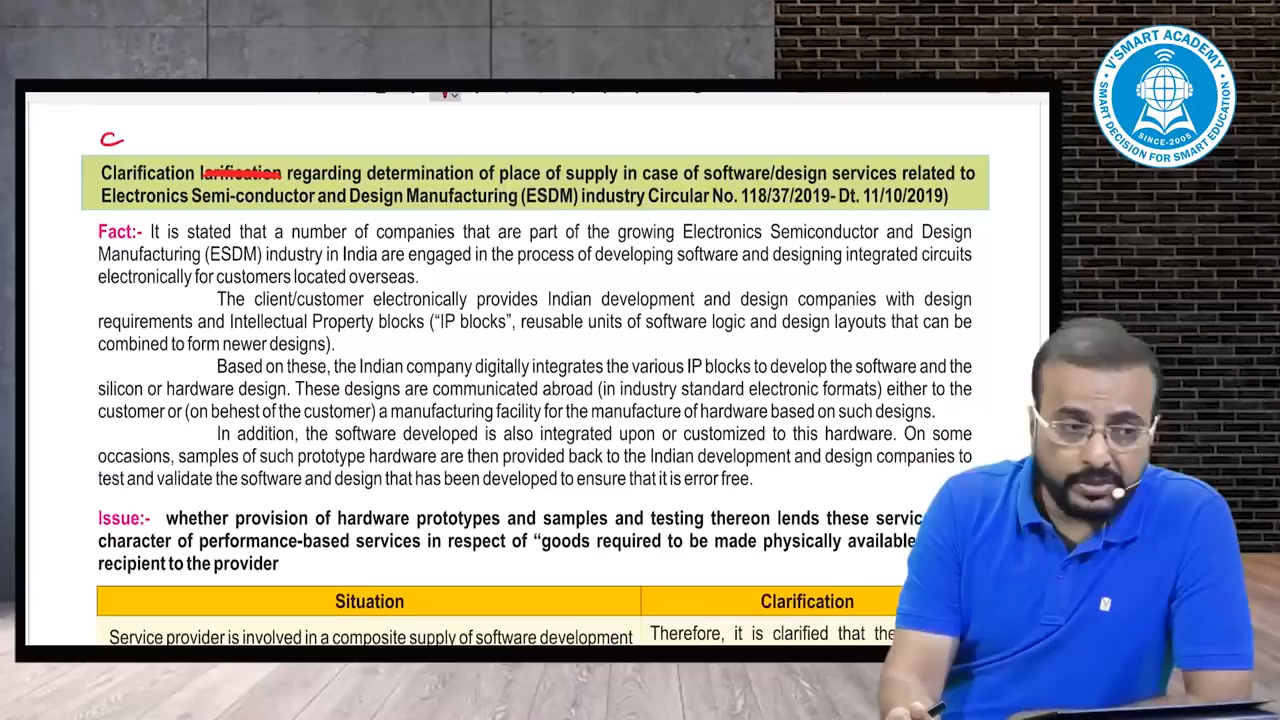 V'SMART ACADEMY
SINCE-2005
SMART DECISION FOR SMART EDUCATION
C
Clarification larification regarding determination of place of supply in case of software/design services related to
Electronics Semi-conductor and Design Manufacturing (ESDM) industry Circular No. 118/37/2019- Dt. 11/10/2019)
Fact:- It is stated that a number of companies that are part of the growing Electronics Semiconductor and Design
Manufacturing (ESDM) industry in India are engaged in the process of developing software and designing integrated circuits
electronically for customers located overseas.
The client/customer electronically provides Indian development and design companies with design
requirements and Intellectual Property blocks (“IP blocks”, reusable units of software logic and design layouts that can be
combined to form newer designs).
Based on these, the Indian company digitally integrates the various IP blocks to develop the software and the
silicon or hardware design. These designs are communicated abroad (in industry standard electronic formats) either to the
customer or (on behest of the customer) a manufacturing facility for the manufacture of hardware based on such designs.
In addition, the software developed is also integrated upon or customized to this hardware. On some
occasions, samples of such prototype hardware are then provided back to the Indian development and design companies to
test and validate the software and design that has been developed to ensure that it is error free.
Issue:- whether provision of hardware prototypes and samples and testing thereon lends these servic
character of performance-based services in respect of “goods required to be made physically available
recipient to the provider
Situation
Clarification
Service provider is involved in a composite supply of software development
Therefore, it is clarified that the